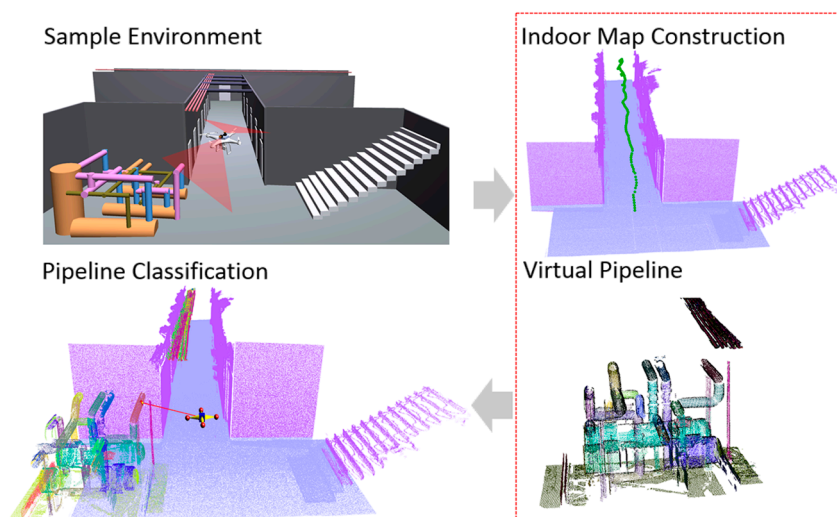 Sample Environment
Indoor Map Construction
Pipeline Classification
Virtual Pipeline